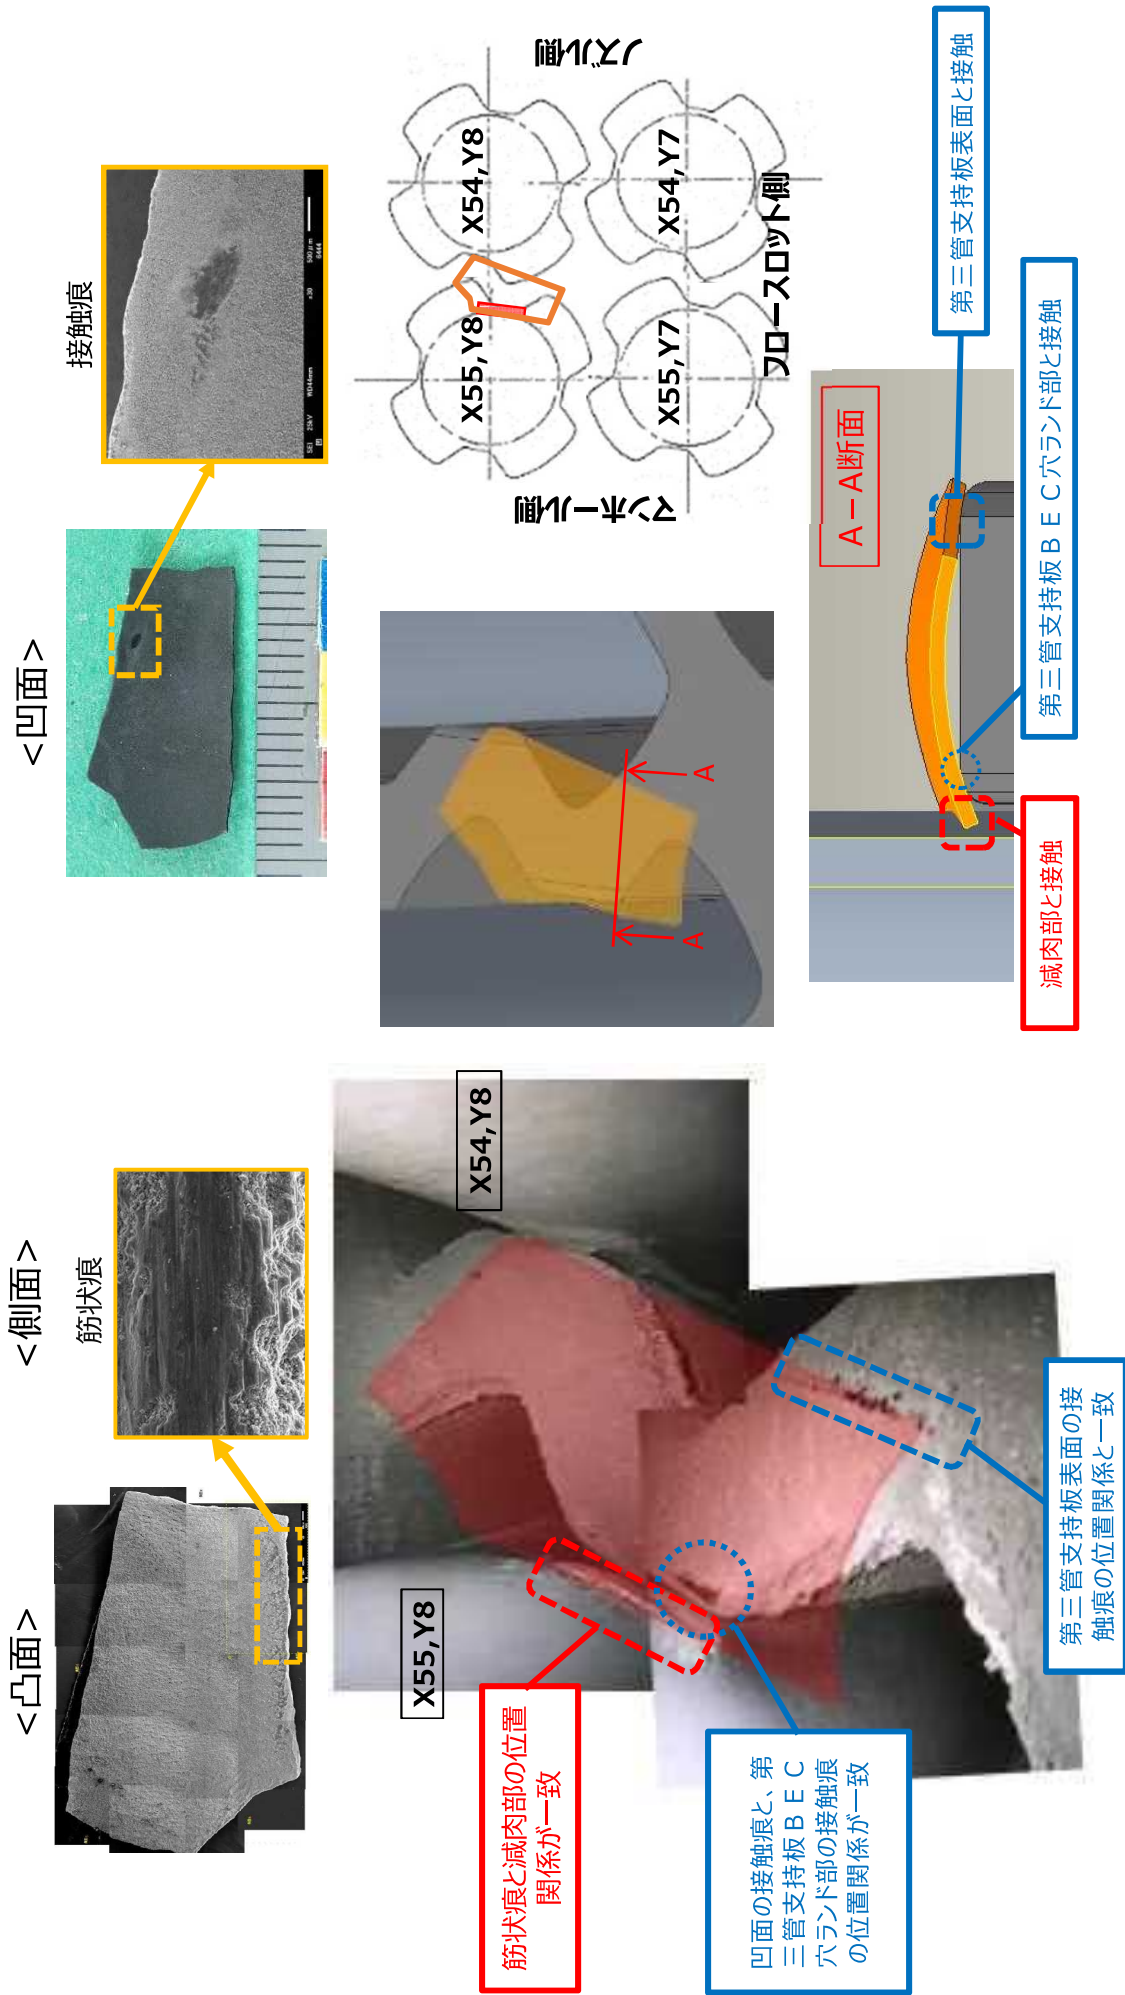 <凸面>
<側面>
筋状痕
<凹面>
接触痕
SEI 25kV WD44mm x30 500μm
凹 6444
X54,Y8
X55,Y8
筋状痕と減肉部の位置
関係が一致
凹面の接触痕と、第
三管支持板BEC
穴ランド部の接触痕
の位置関係が一致
第三管支持板表面の接
触痕の位置関係と一致
A
A
マンホール側
ノズル側
X55,Y8
X54,Y8
X55,Y7
X54,Y7
フロースロット側
A-A断面
減肉部と接触
第三管支持板BEC穴ランド部と接触
第三管支持板表面と接触